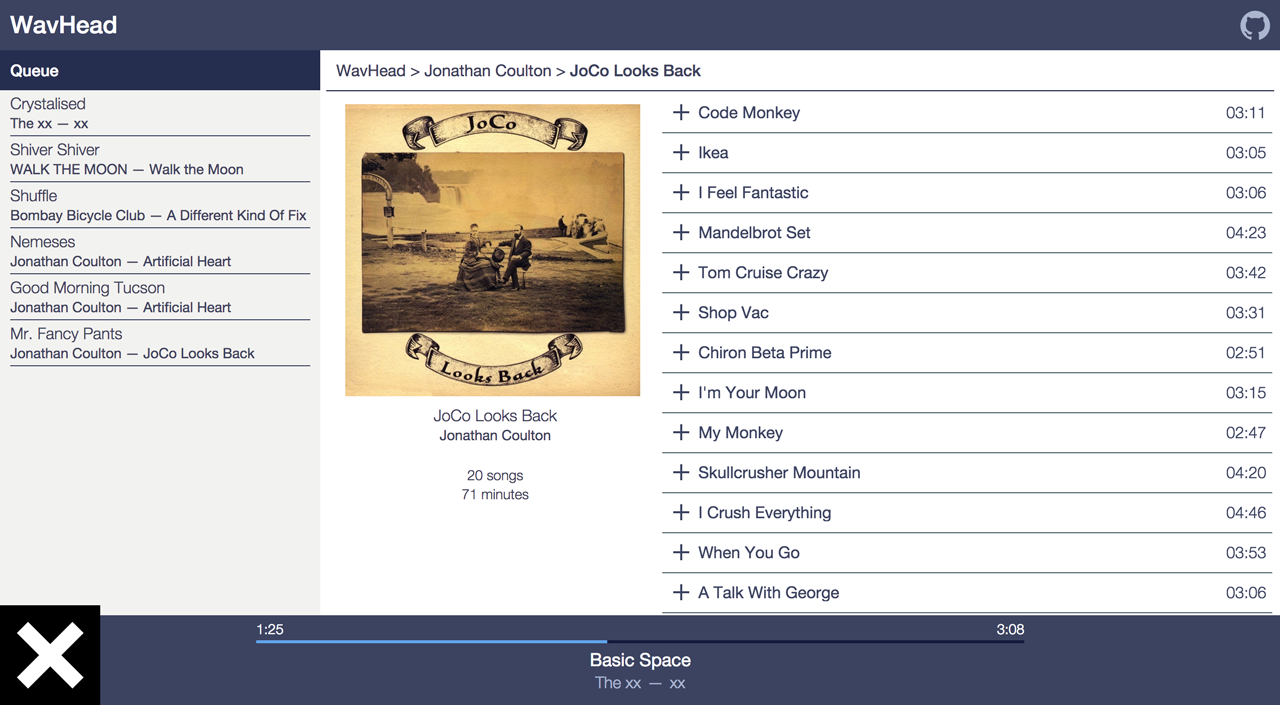 WavHead
Queue
Crystalised
The xx — xx
Shiver Shiver
WALK THE MOON — Walk the Moon
Shuffle
Bombay Bicycle Club — A Different Kind Of Fix
Nemeses
Jonathan Coulton — Artificial Heart
Good Morning Tucson
Jonathan Coulton — Artificial Heart
Mr. Fancy Pants
Jonathan Coulton — JoCo Looks Back
WavHead > Jonathan Coulton > JoCo Looks Back
JoCo
Looks Back
JoCo Looks Back
Jonathan Coulton
20 songs
71 minutes
Code Monkey 03:11
Ikea 03:05
I Feel Fantastic 03:06
Mandelbrot Set 04:23
Tom Cruise Crazy 03:42
Shop Vac 03:31
Chiron Beta Prime 02:51
I'm Your Moon 03:15
My Monkey 02:47
Skullcrusher Mountain 04:20
I Crush Everything 04:46
When You Go 03:53
A Talk With George 03:06
1:25 3:08
Basic Space
The xx — xx